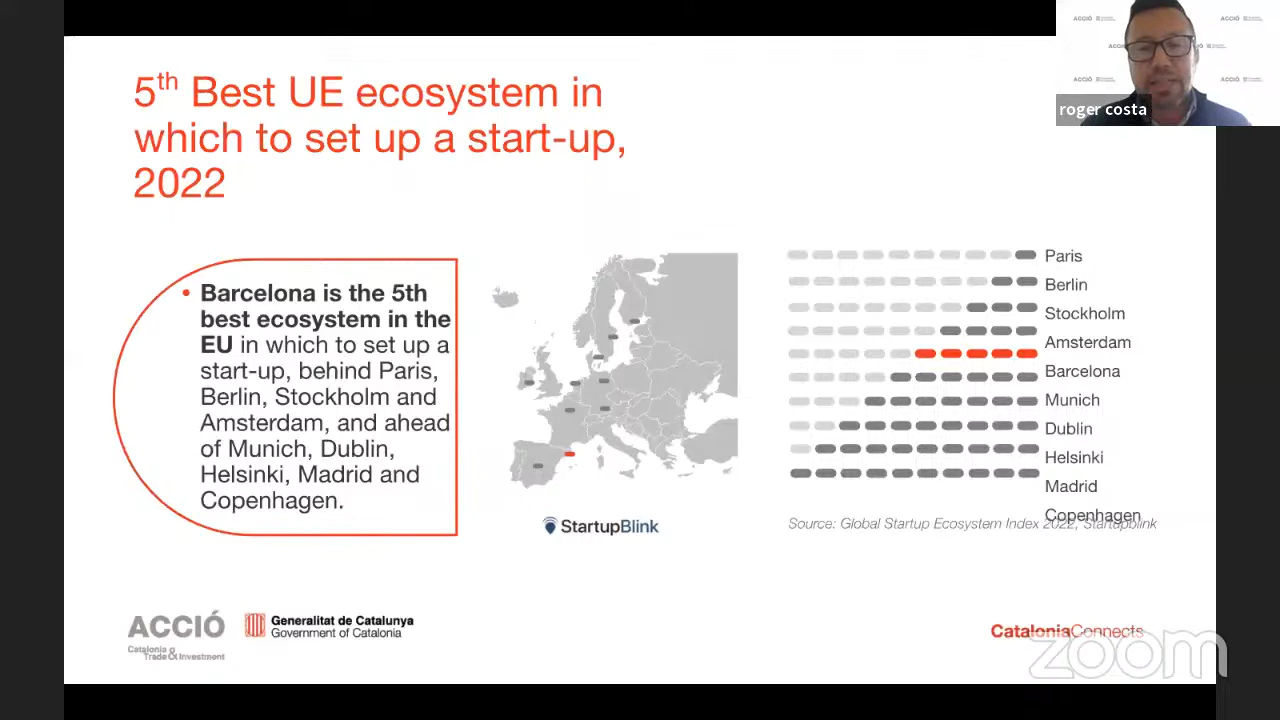 5th Best UE ecosystem in
which to set up a start-up,
2022
• Barcelona is the 5th
best ecosystem in the
EU in which to set up a
start-up, behind Paris,
Berlin, Stockholm and
Amsterdam, and ahead
of Munich, Dublin,
Helsinki, Madrid and
Copenhagen.
StartupBlink
Paris
Berlin
Stockholm
Amsterdam
Barcelona
Munich
Dublin
Helsinki
Madrid
Copenhagen
Source: Global Startup Ecosystem Index 2022, Startupblink
ACCIÓ
Catalonia
Trade & Investment
Generalitat de Catalunya
Government of Catalonia
CataloniaConnects
zoom
roger costa
ACCIÓ
ACCIÓ
ACCIÓ
ACCIÓ